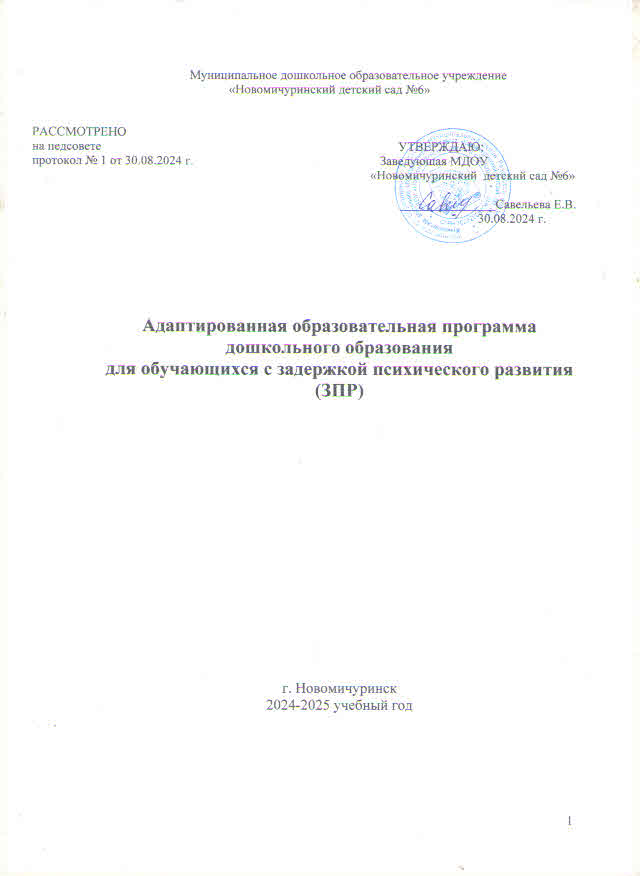 Муниципальное дошкольное образовательное учреждение
«Новомичуринский детский сад №6»
РАССМОТРЕНО
на педсовете
протокол № 1 от 30.08.2024 г.
УТВЕРЖДАЮ:
Заведующая МДОУ
«Новомичуринский детский сад №6»
Савельева Е.В.
30.08.2024 г.
Адаптированная образовательная программа
дошкольного образования
для обучающихся с задержкой психического развития
(ЗПР)
г. Новомичуринск
2024-2025 учебный год
1